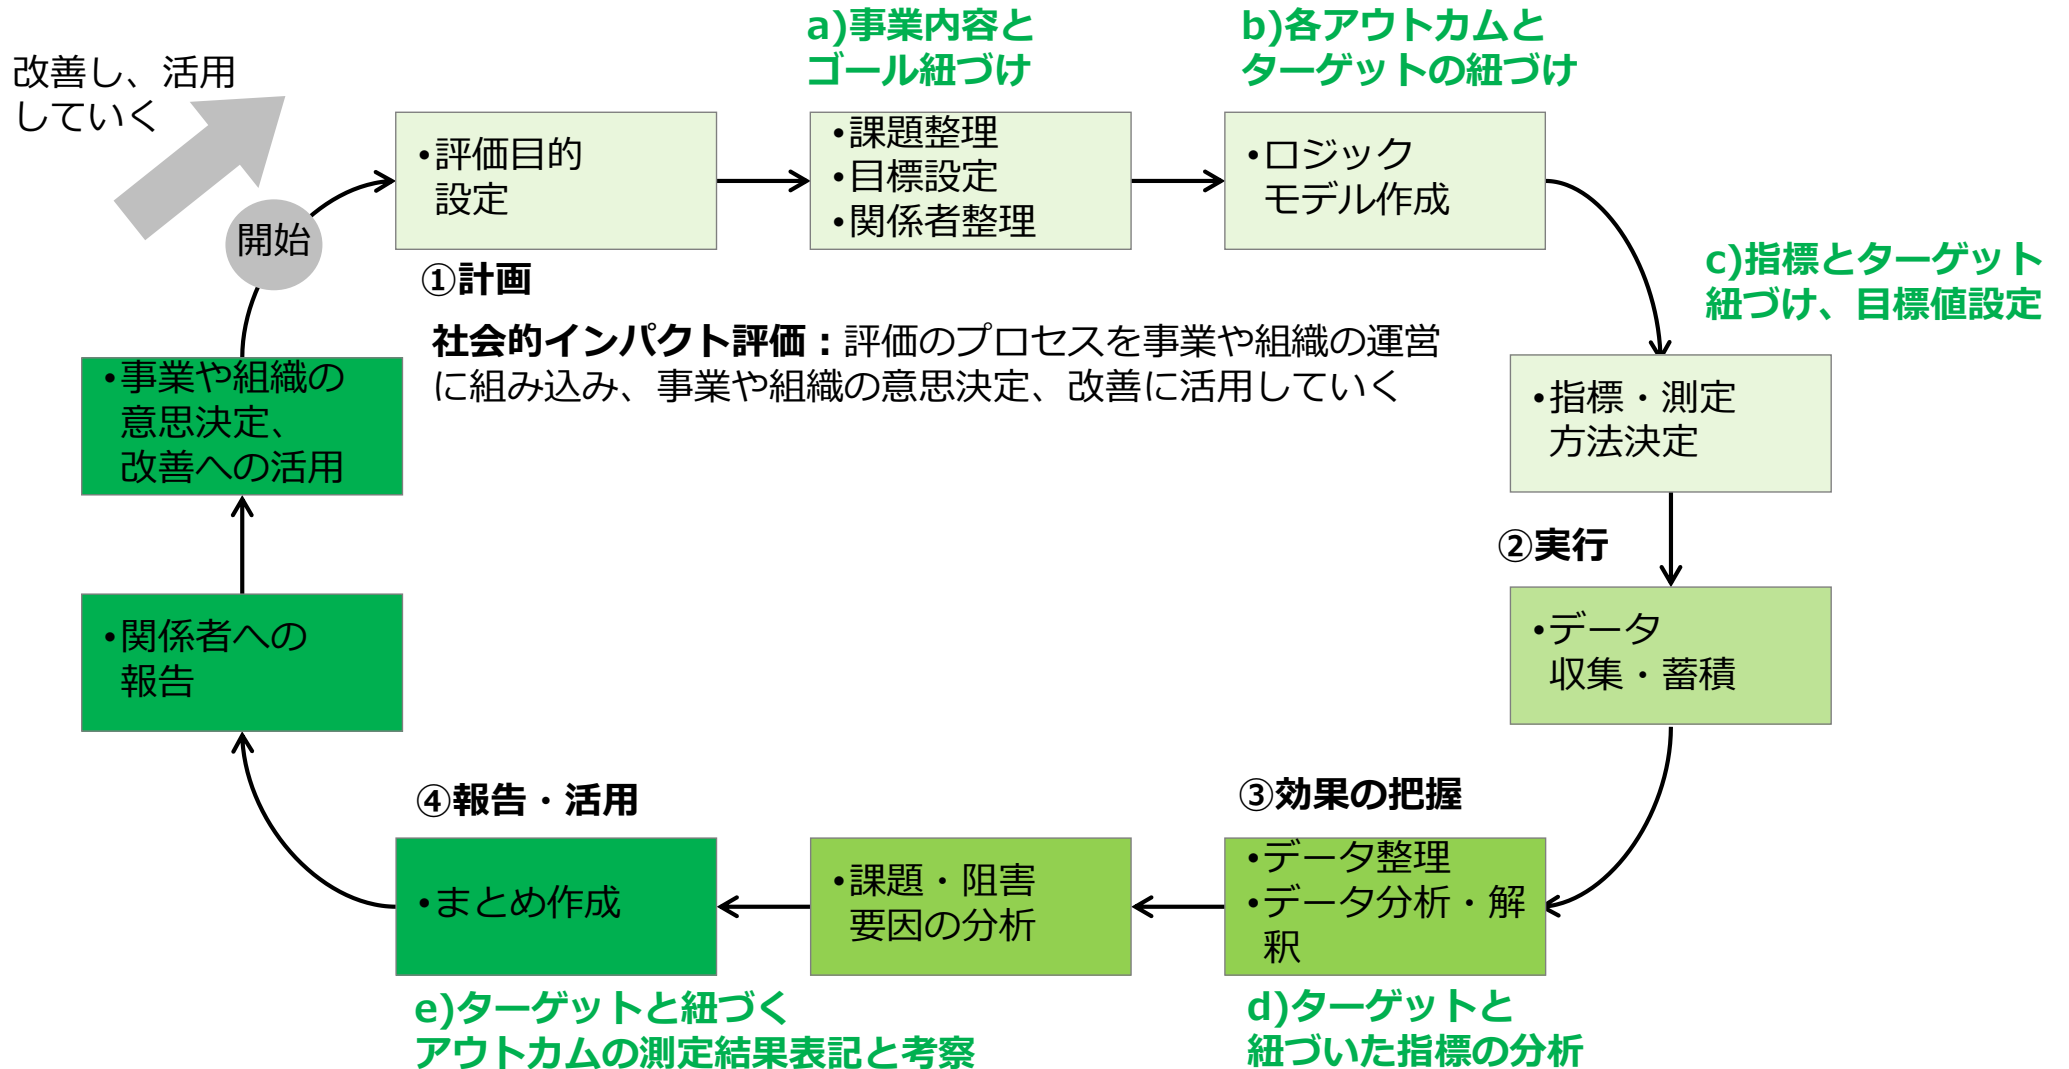 改善し、活用
していく
開始
a)事業内容と
ゴール紐づけ
b)各アウトカムと
ターゲットの紐づけ
•評価目的
設定
•課題整理
•目標設定
•関係者整理
•ロジック
モデル作成
c)指標とターゲット
紐づけ、目標値設定
①計画
社会的インパクト評価：評価のプロセスを事業や組織の運営
に組み込み、事業や組織の意思決定、改善に活用していく
•事業や組織の
意思決定、
改善への活用
•指標・測定
方法決定
②実行
•関係者への
報告
•データ
収集・蓄積
④報告・活用
③効果の把握
•まとめ作成
•課題・阻害
要因の分析
•データ整理
•データ分析・解
釈
e)ターゲットと紐づく
アウトカムの測定結果表記と考察
d)ターゲットと
紐づいた指標の分析